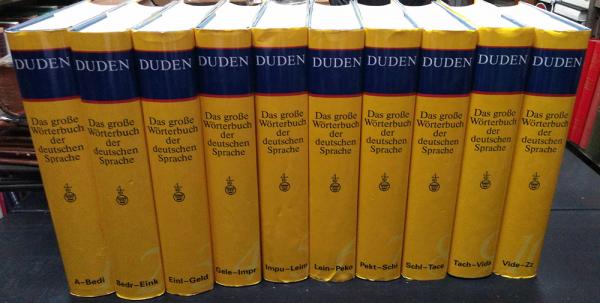 DUDEN
Das große
Wörterbuch
der
deutschen
Sprache
A–Bedi
DUDEN
Das große
Wörterbuch
der
deutschen
Sprache
Bedr–Eink
DUDEN
Das große
Wörterbuch
der
deutschen
Sprache
Einl–Geld
DUDEN
Das große
Wörterbuch
der
deutschen
Sprache
Gele–Impr
DUDEN
Das große
Wörterbuch
der
deutschen
Sprache
Impu–Leim
DUDEN
Das große
Wörterbuch
der
deutschen
Sprache
Lein–Peko
DUDEN
Das große
Wörterbuch
der
deutschen
Sprache
Pekt–Schi
DUDEN
Das große
Wörterbuch
der
deutschen
Sprache
Schl–Tace
DUDEN
Das große
Wörterbuch
der
deutschen
Sprache
Tach–Vida
DUDEN
Das große
Wörterbuch
der
deutschen
Sprache
Vide–Zz